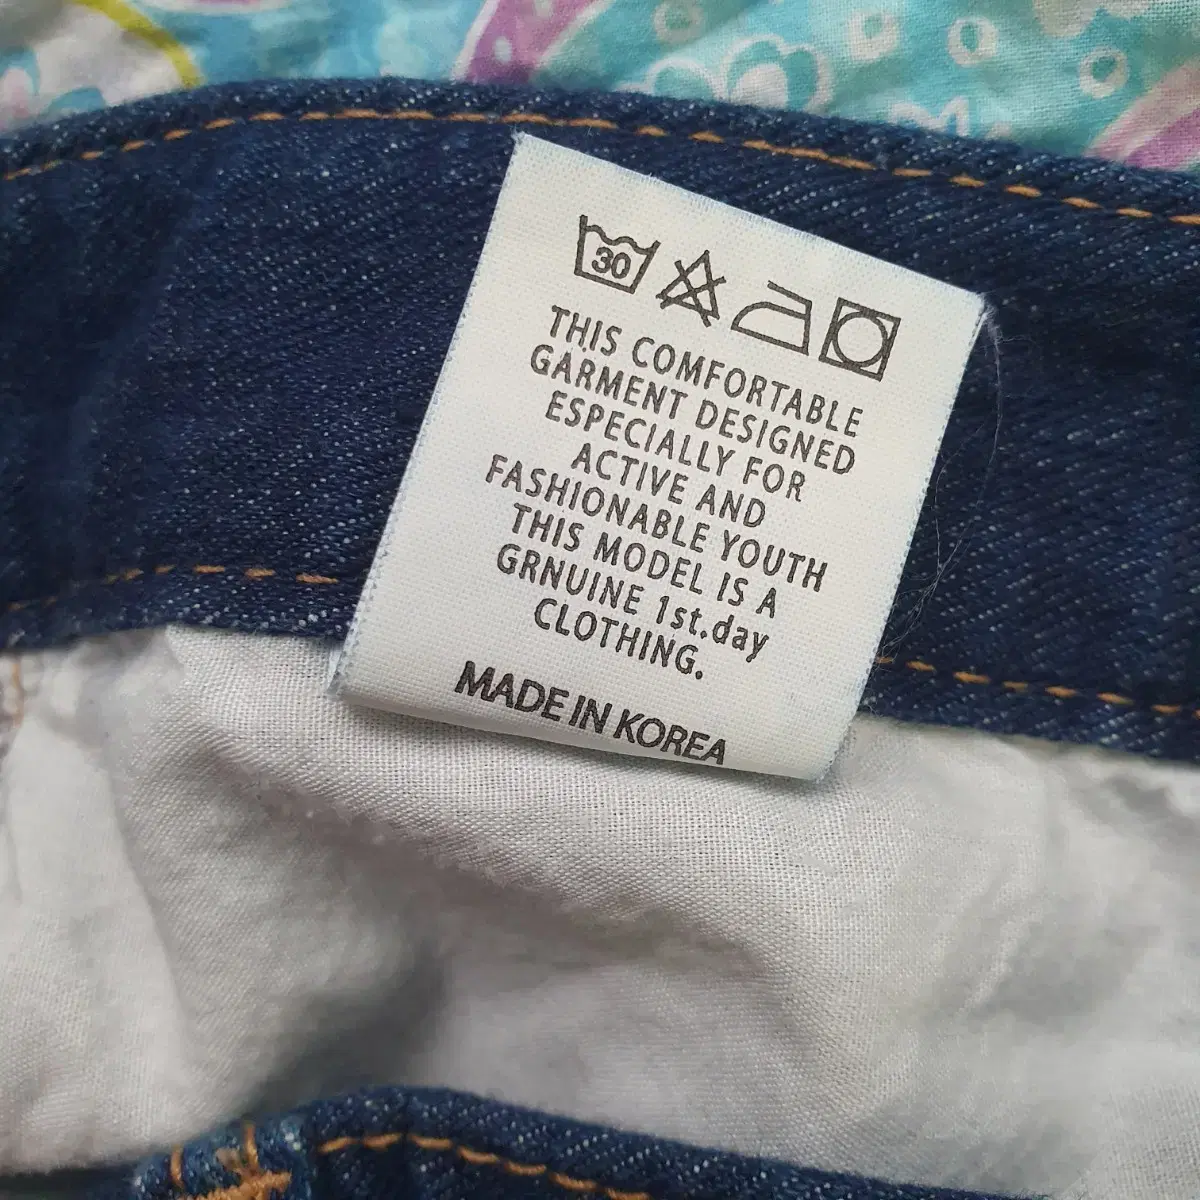 30
THIS COMFORTABLE
GARMENT DESIGNED
ESPECIALLY FOR
ACTIVE AND
FASHIONABLE YOUTH
THIS MODEL IS A
GRNUINE 1st.day
CLOTHING.
MADE IN KOREA